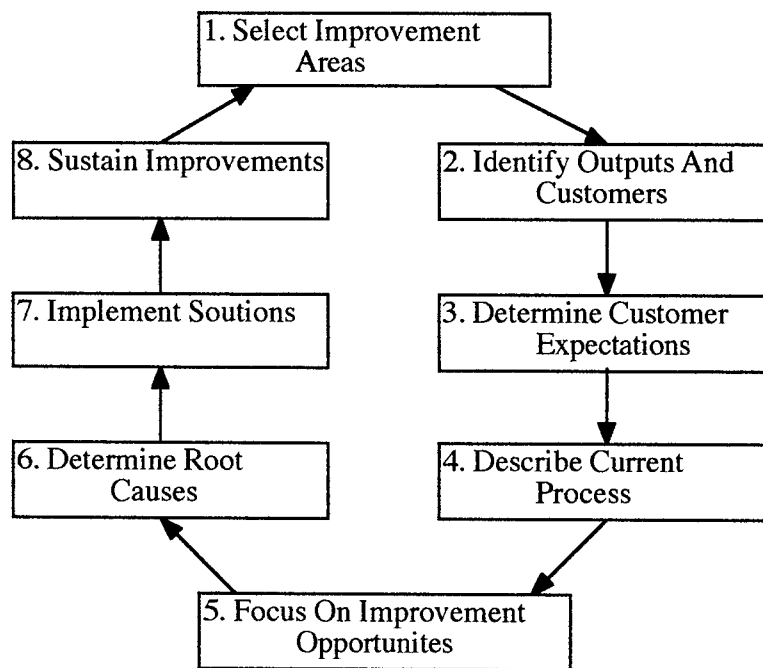 1. Select Improvement
Areas
2. Identify Outputs And
Customers
3. Determine Customer
Expectations
4. Describe Current
Process
5. Focus On Improvement
Opportunites
6. Determine Root
Causes
7. Implement Soutions
8. Sustain Improvements